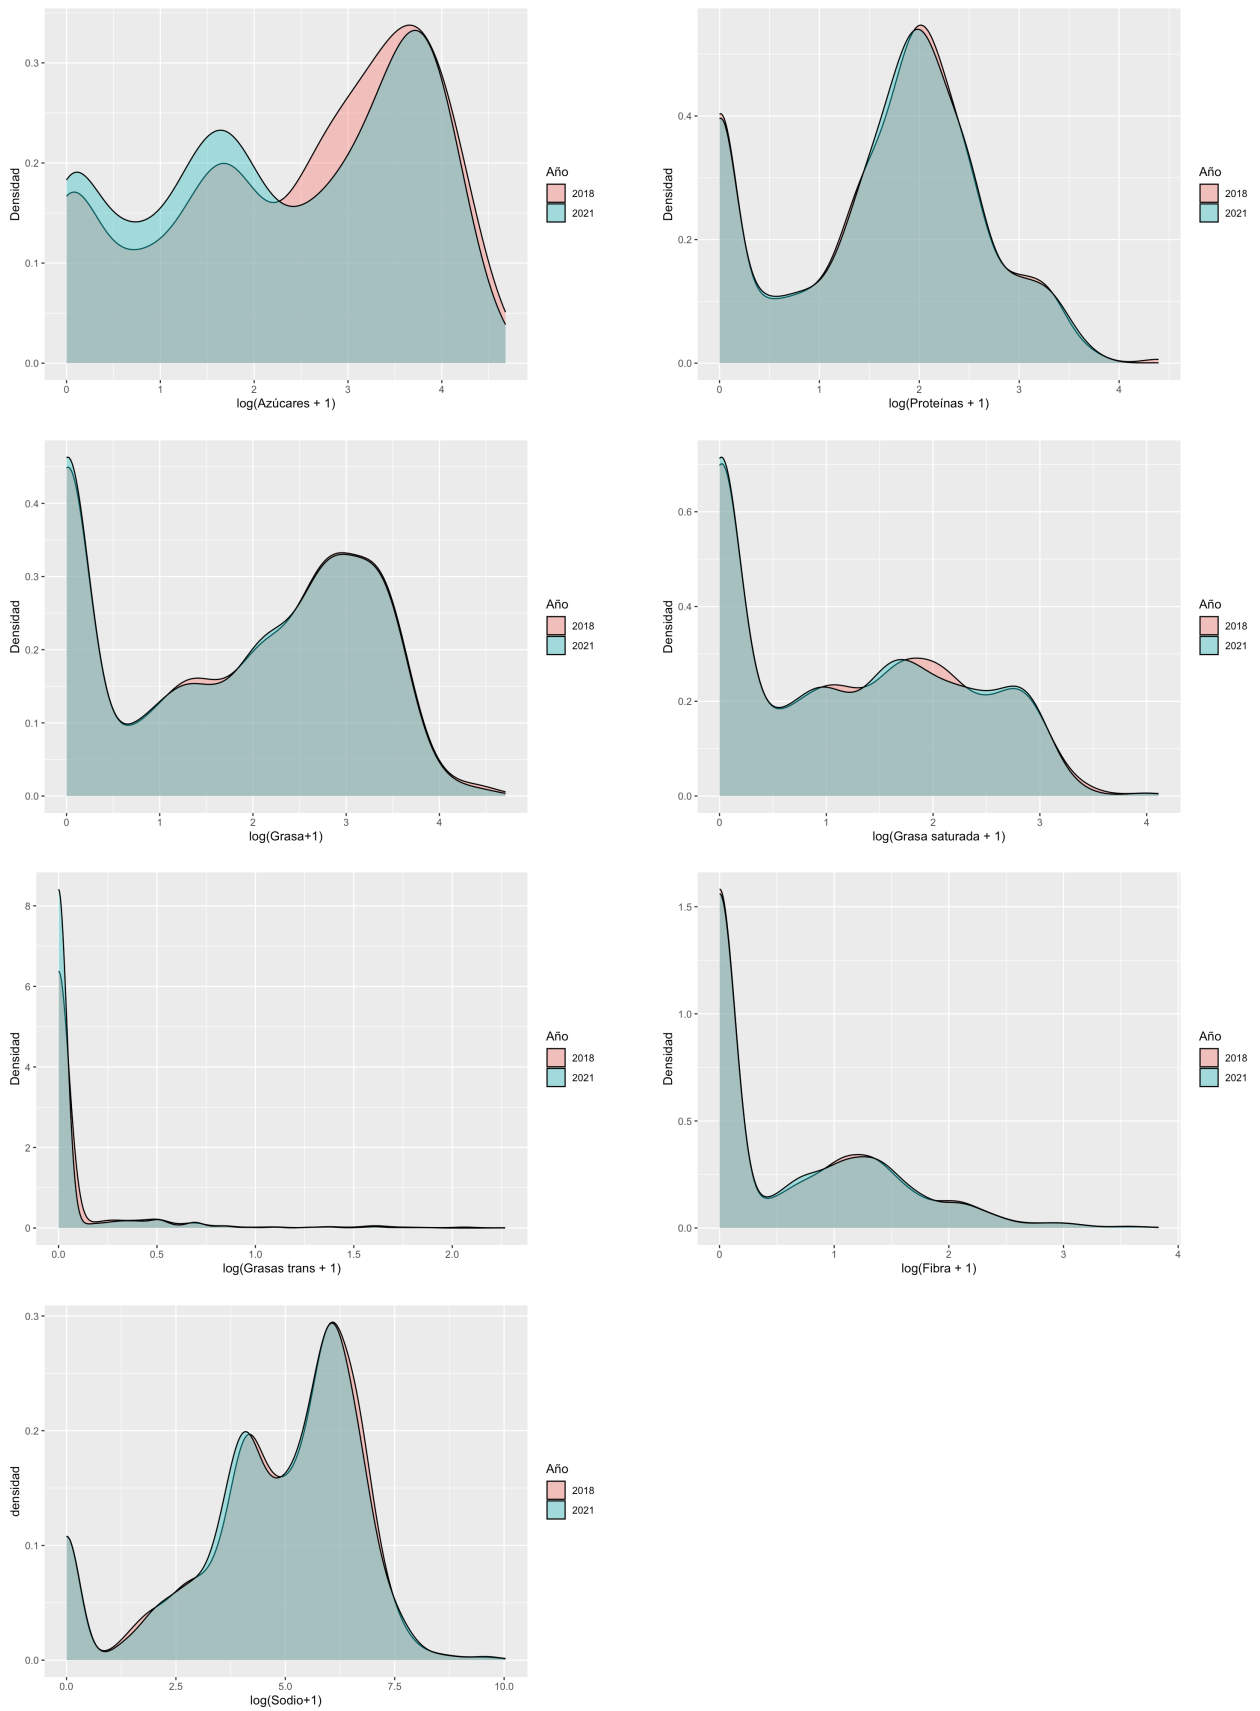 Densidad
0.3
0.2
0.1
0.0
0 1 2 3 4
log(Azúcares + 1)
Año
2018
2021
Densidad
0.4
0.2
0.0
0 1 2 3 4
log(Proteínas + 1)
Año
2018
2021
Densidad
0.4
0.3
0.2
0.1
0.0
0 1 2 3 4
log(Grasa+1)
Año
2018
2021
Densidad
0.6
0.4
0.2
0.0
0 1 2 3 4
log(Grasa saturada + 1)
Año
2018
2021
Densidad
8
6
4
2
0
0.0 0.5 1.0 1.5 2.0
log(Grasas trans + 1)
Año
2018
2021
Densidad
1.5
1.0
0.5
0.0
0 1 2 3 4
log(Fibra + 1)
Año
2018
2021
densidad
0.3
0.2
0.1
0.0
0.0 2.5 5.0 7.5 10.0
log(Sodio+1)
Año
2018
2021